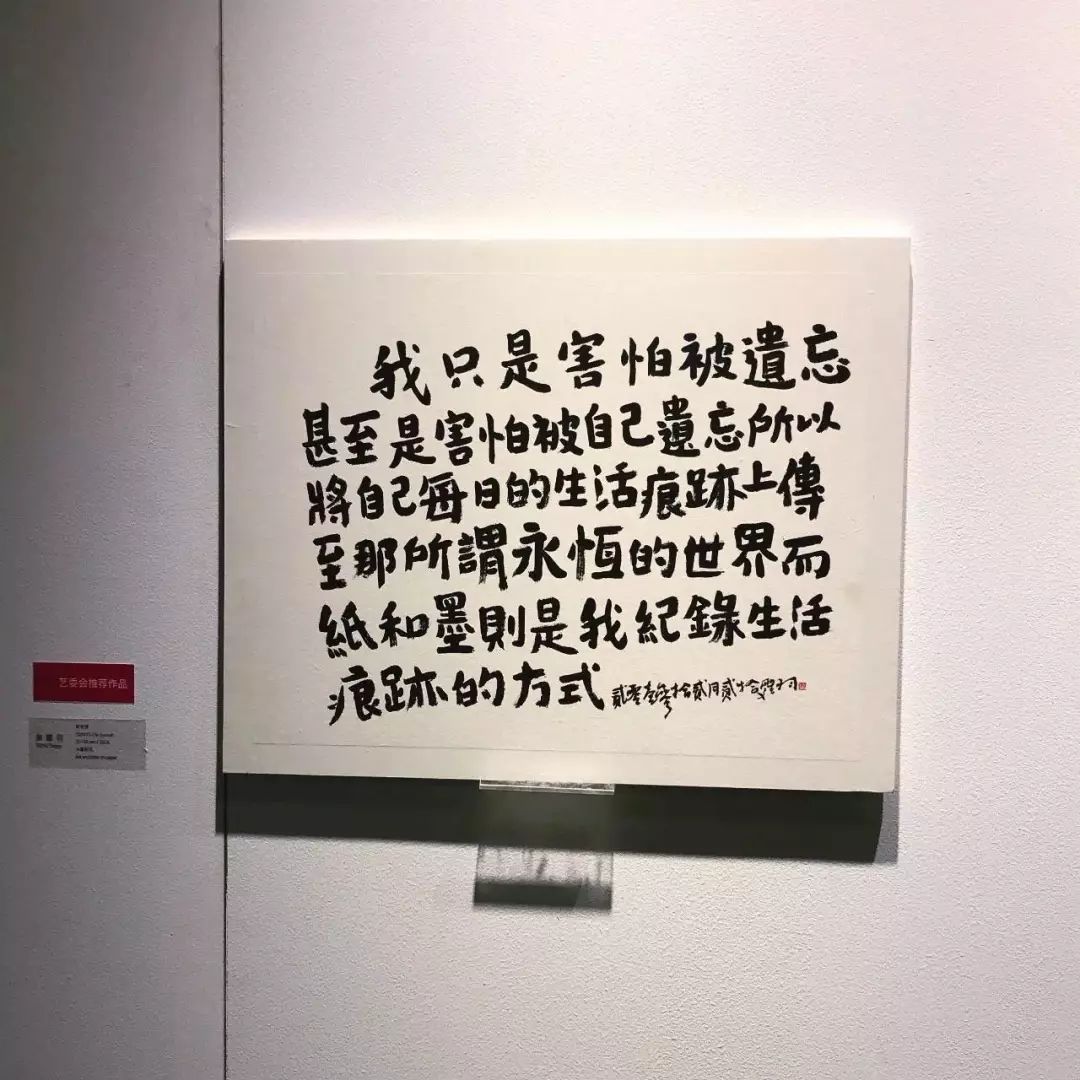 我只是害怕被遺忘
甚至是害怕被自己遺忘所以
將自己每日的生活痕跡上傳
至那所謂永恆的世界而
紙和墨則是我紀錄生活
痕跡的方式
艺委会推荐作品